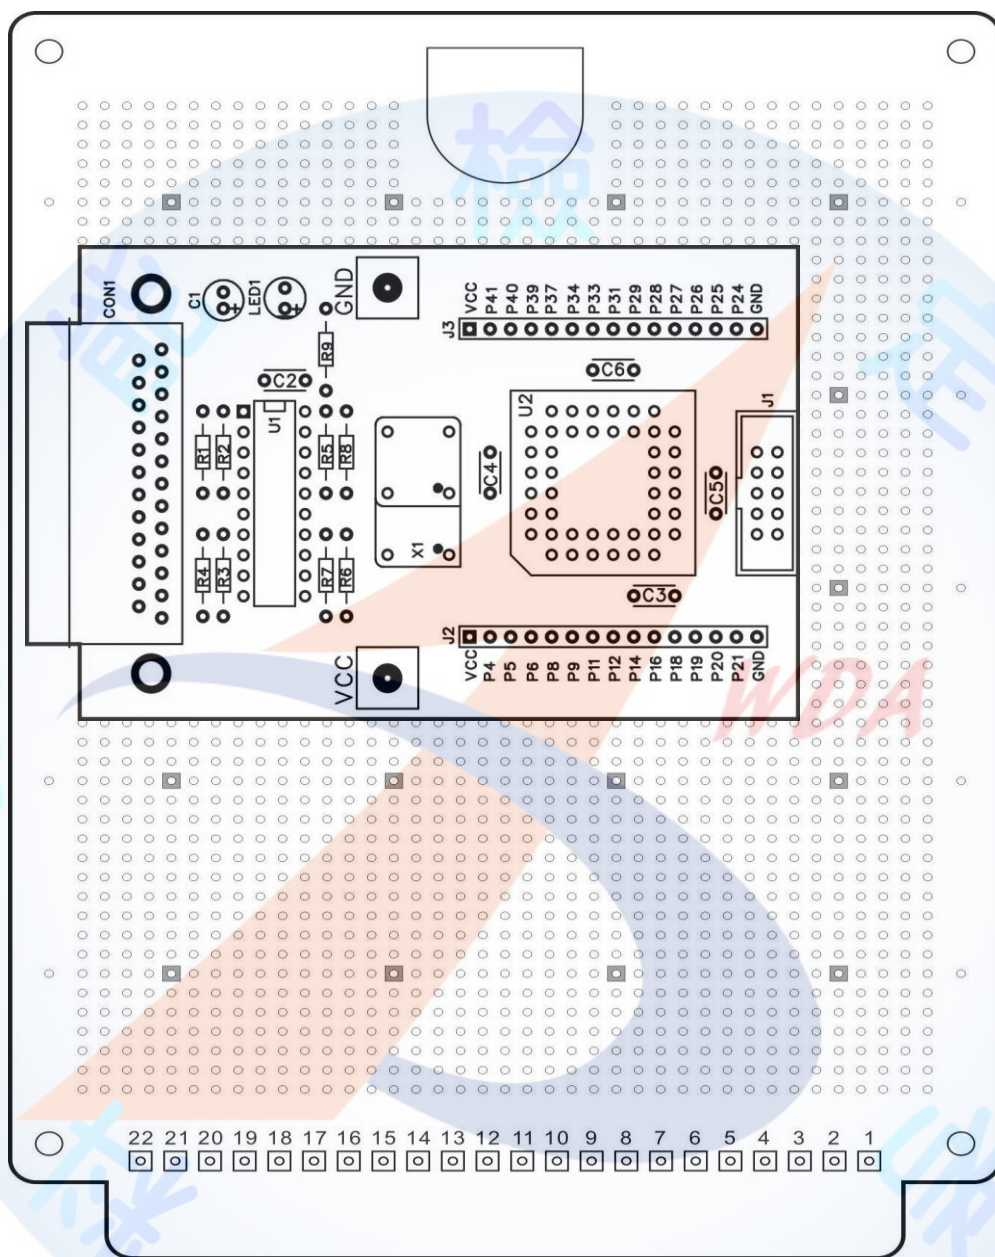 CON1
C1
LED1
GND
R9
C2
U1
R1
R2
R5
R8
R4
R3
R7
R6
X1
C4
U2
C6
C5
C3
J1
J3
VCC
P41
P40
P39
P37
P34
P33
P31
P29
P28
P27
P26
P25
P24
GND
J2
VCC
P4
P5
P6
P8
P9
P11
P12
P14
P16
P18
P19
P20
P21
GND
VCC
WDA
檢
定
22 21 20 19 18 17 16 15 14 13 12 11 10 9 8 7 6 5 4 3 2 1